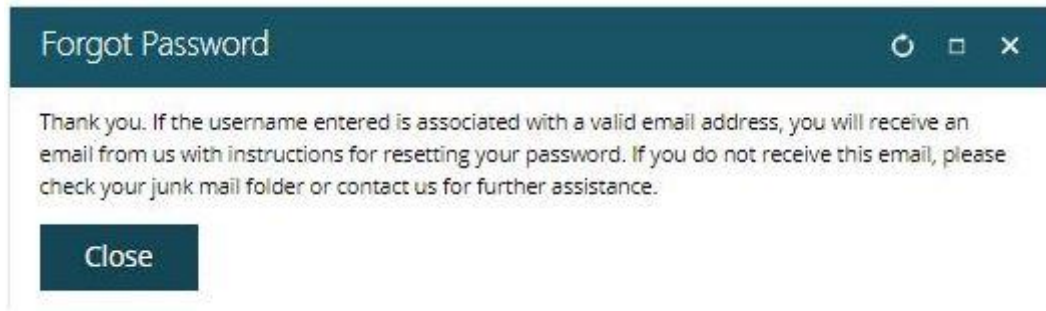 Forgot Password
Thank you. If the username entered is associated with a valid email address, you will receive an
email from us with instructions for resetting your password. If you do not receive this email, please
check your junk mail folder or contact us for further assistance.
Close